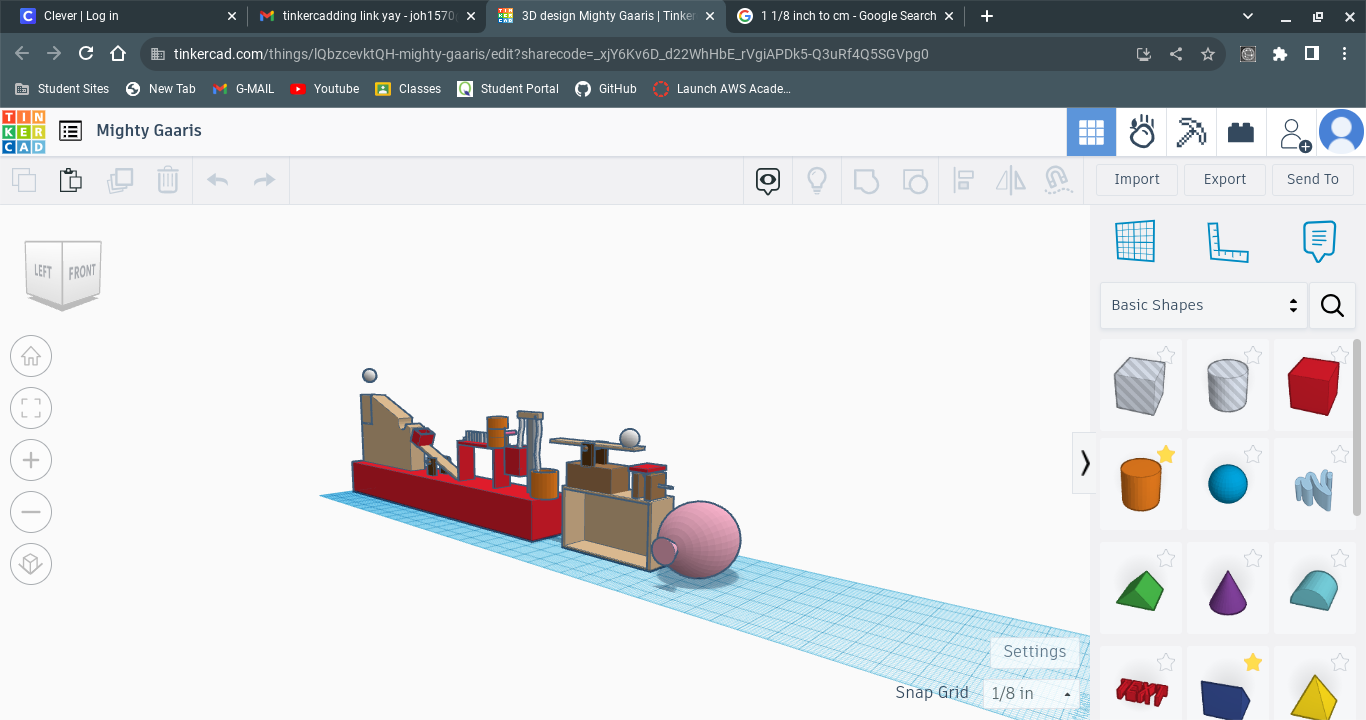 Clever | Log in
tinkercadding link yay - joh1570
3D design Mighty Gaaris | Tinker
1 1/8 inch to cm - Google Search
tinkercad.com/things/lQbzcevktQH-mighty-gaaris/edit?sharecode=_xjY6Kv6D_d22WhHbE_rVgiAPDk5-Q3uRf4Q5SGVpg0
Student Sites
New Tab
G-MAIL
Youtube
Classes
Student Portal
GitHub
Launch AWS Acade...
TIN
KER
CAD
Mighty Gaaris
Import
Export
Send To
LEFT
FRONT
Basic Shapes
Settings
Snap Grid
1/8 in